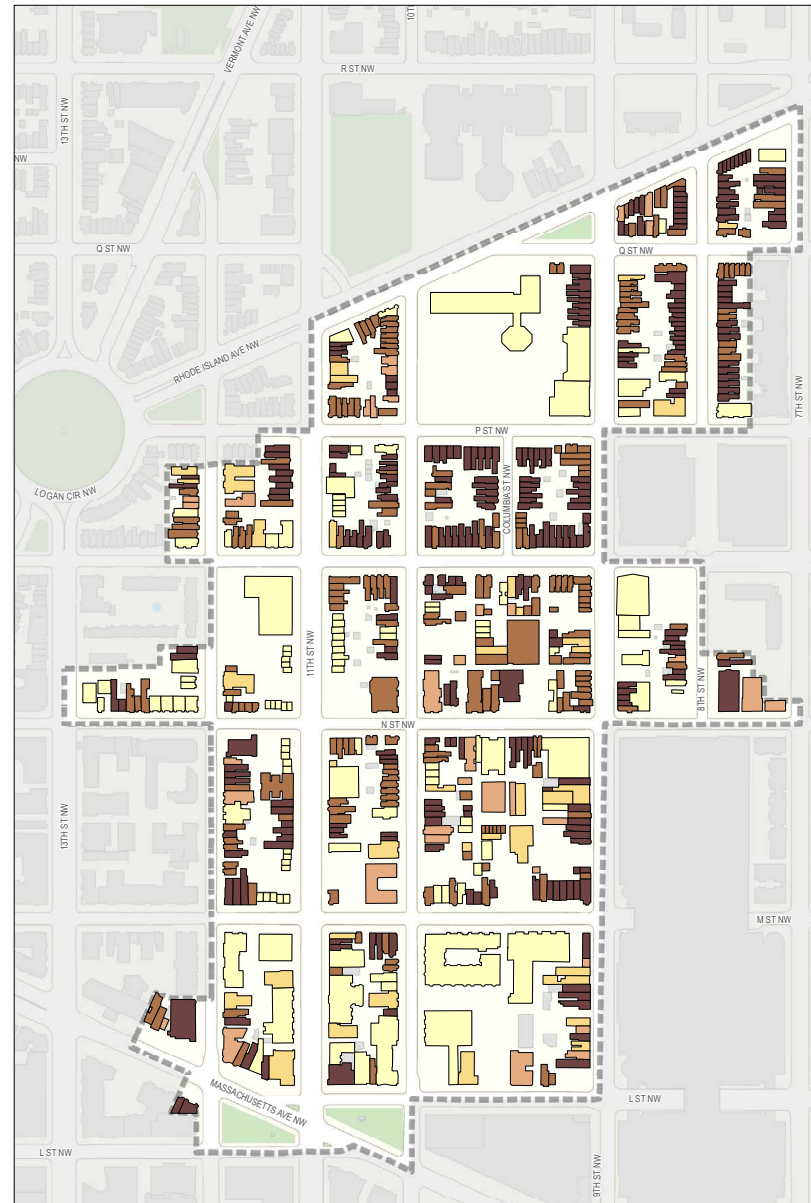 10TH
VERMONT AVE NW
R ST NW
13TH ST NW
NW
Q ST NW
Q ST NW
RHODE ISLAND AVE NW
7TH ST NW
P ST NW
LOGAN CIR NW
COLUMBIA ST NW
11TH ST NW
8TH ST NW
N ST NW
13TH ST NW
M ST NW
MASSACHUSETTS AVE NW
L ST NW
L ST NW
9TH ST NW